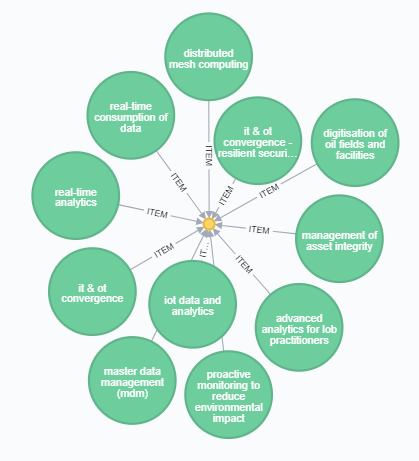 distributed
mesh computing
real-time
consumption of
data
it & ot
convergence -
resilient securi...
digitisation of
oil fields and
facilities
ITEM
ITEM
ITEM
ITEM
real-time
analytics
ITEM
ITEM
management of
asset integrity
ITEM
IT...
ITEM
it & ot
convergence
iot data and
analytics
advanced
analytics for lob
practitioners
master data
management
(mdm)
proactive
monitoring to
reduce
environmental
impact